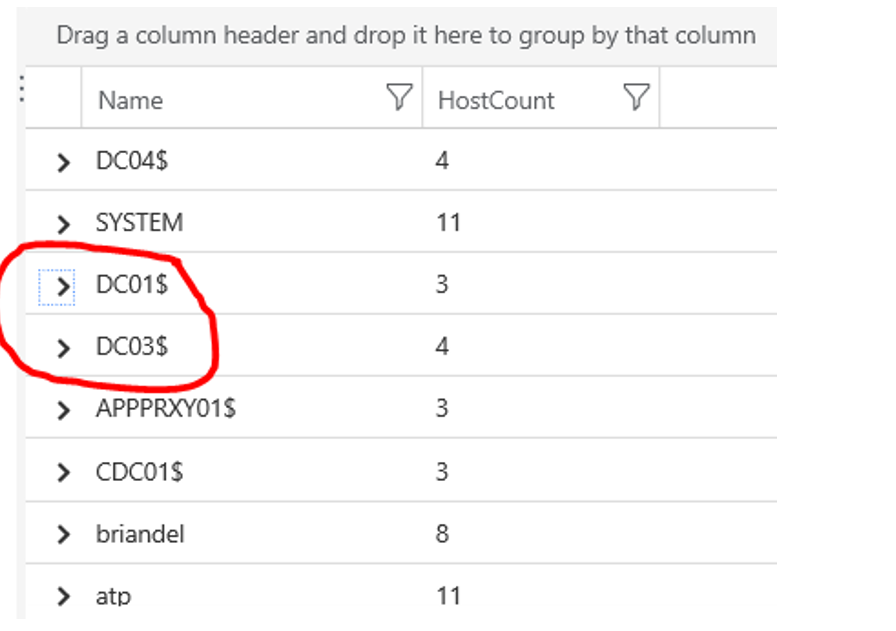 Drag a column header and drop it here to group by that column
Name HostCount
DC04$ 4
SYSTEM 11
DC01$ 3
DC03$ 4
APPPRXY01$ 3
CDC01$ 3
briandel 8
atp 11